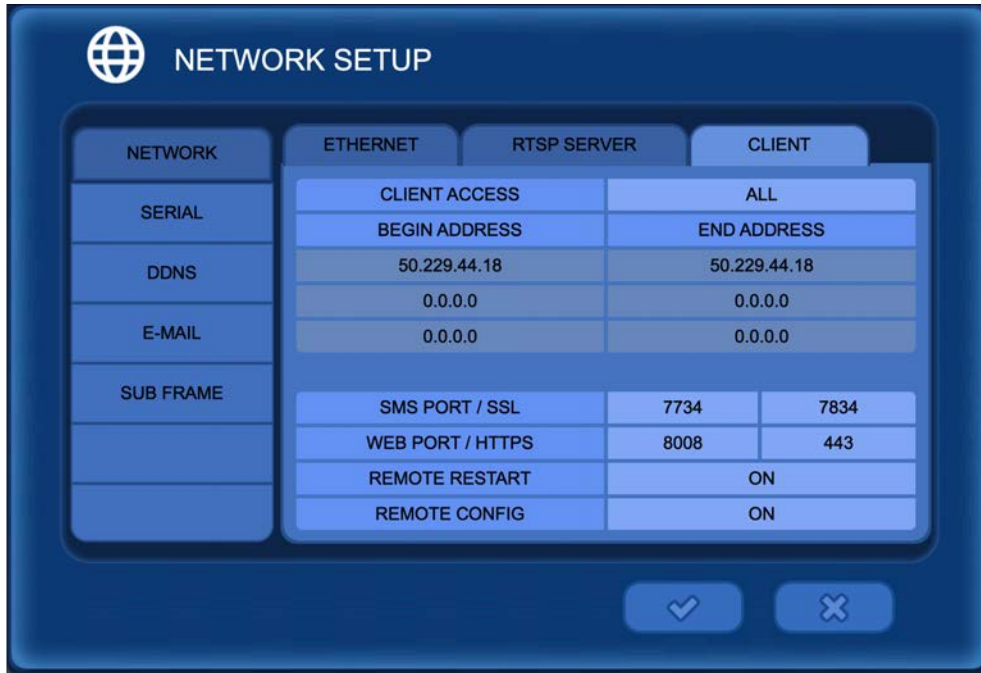 NETWORK SETUP
NETWORK
SERIAL
DDNS
E-MAIL
SUB FRAME
ETHERNET RTSP SERVER CLIENT
CLIENT ACCESS ALL
BEGIN ADDRESS END ADDRESS
50.229.44.18 50.229.44.18
0.0.0.0 0.0.0.0
0.0.0.0 0.0.0.0
SMS PORT / SSL 7734 7834
WEB PORT / HTTPS 8008 443
REMOTE RESTART ON
REMOTE CONFIG ON